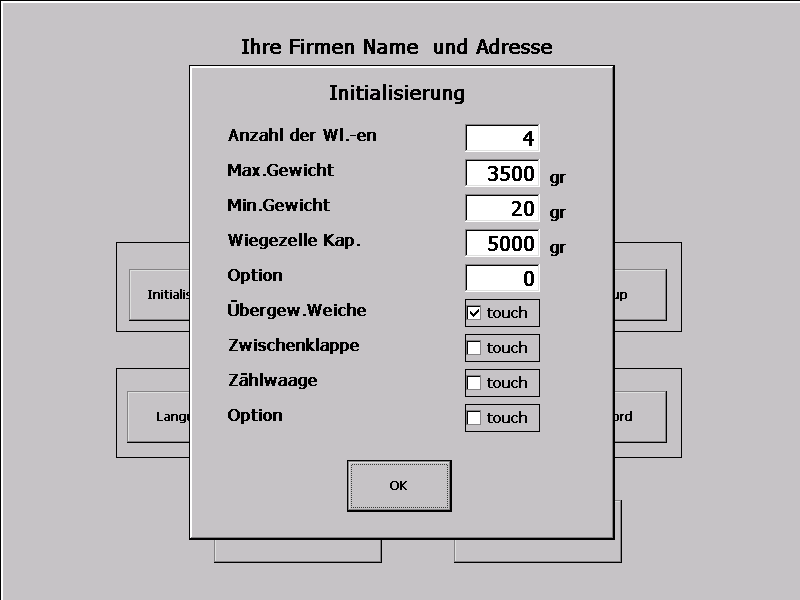 Ihre Firmen Name  und Adresse
Initialisierung
Anzahl der Wl.-en 4
Max.Gewicht 3500 gr
Min.Gewicht 20 gr
Wiegezelle Kap. 5000 gr
Option 0
Übergew.Weiche touch
Zwischenklappe touch
Zählwaage touch
Option touch
Initialis
up
Langu
ord
OK